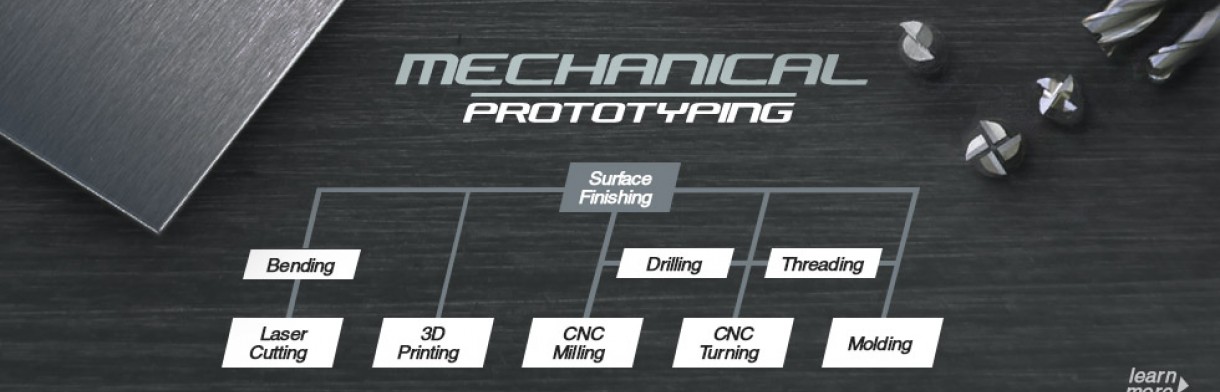 MECHANICAL
PROTOTYPING
Surface
Finishing
Bending
Drilling
Threading
Laser
Cutting
3D
Printing
CNC
Milling
CNC
Turning
Molding
learn
more